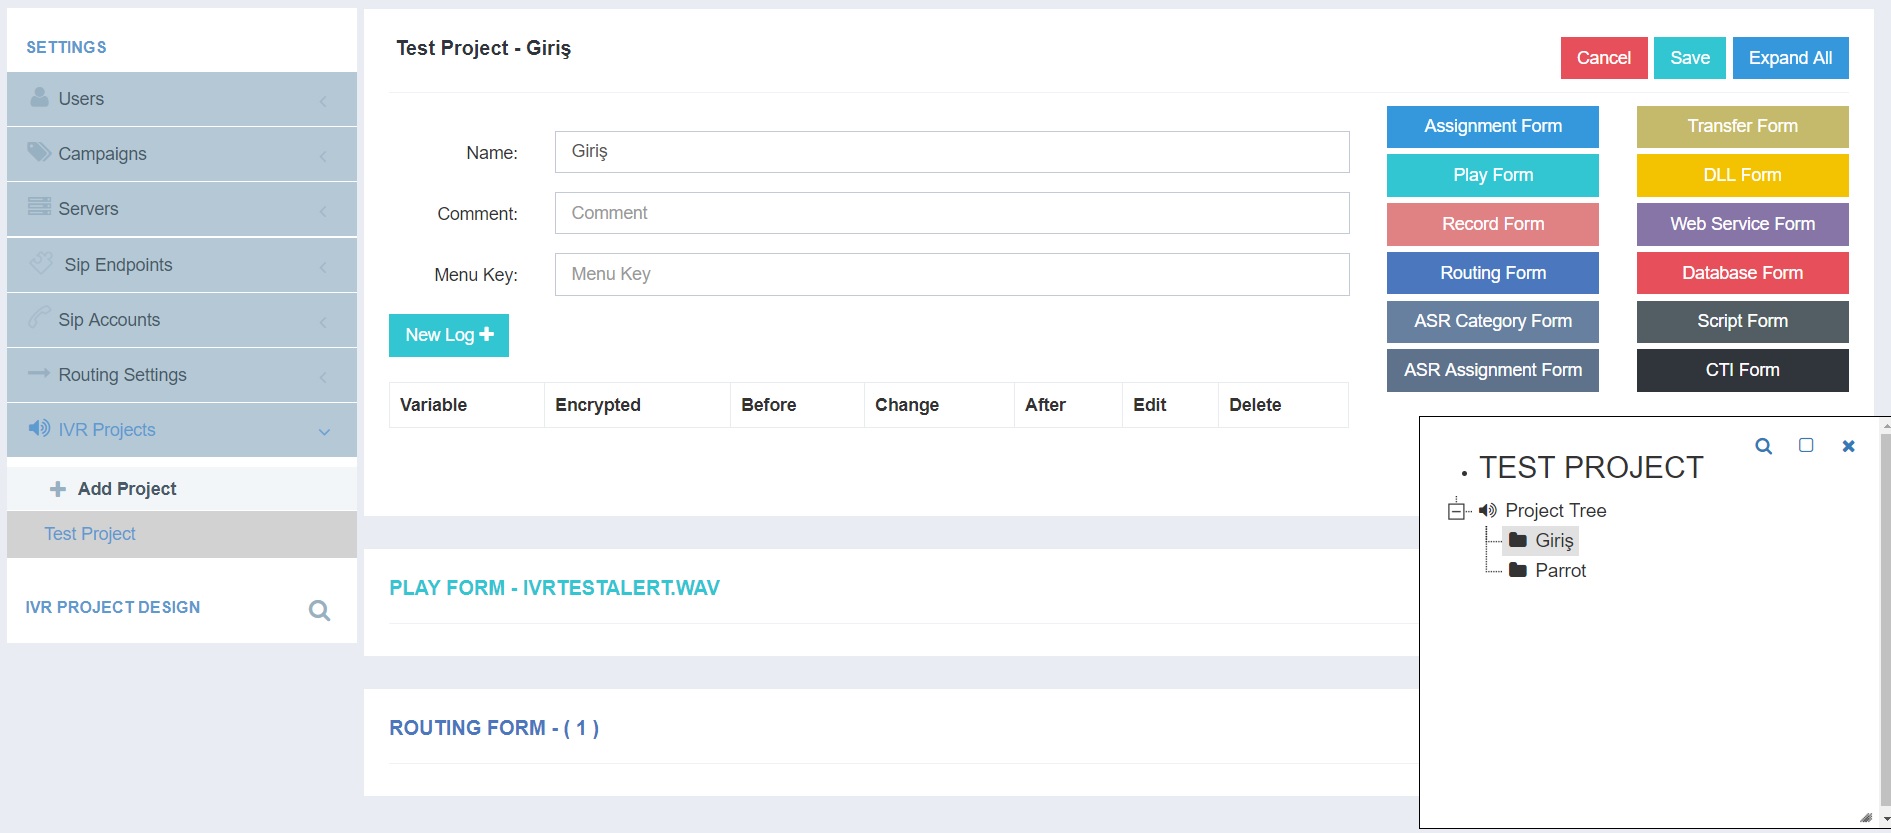 SETTINGS
Users
Campaigns
Servers
Sip Endpoints
Sip Accounts
Routing Settings
IVR Projects
Add Project
Test Project
IVR PROJECT DESIGN
Test Project - Giriş
Cancel Save Expand All
Name: Giriş
Comment: Comment
Menu Key: Menu Key
New Log
Variable Encrypted Before Change After Edit Delete
Assignment Form Transfer Form
Play Form DLL Form
Record Form Web Service Form
Routing Form Database Form
ASR Category Form Script Form
ASR Assignment Form CTI Form
PLAY FORM - IVRTESTALERT.WAV
ROUTING FORM - ( 1 )
TEST PROJECT
Project Tree
Giriş
Parrot